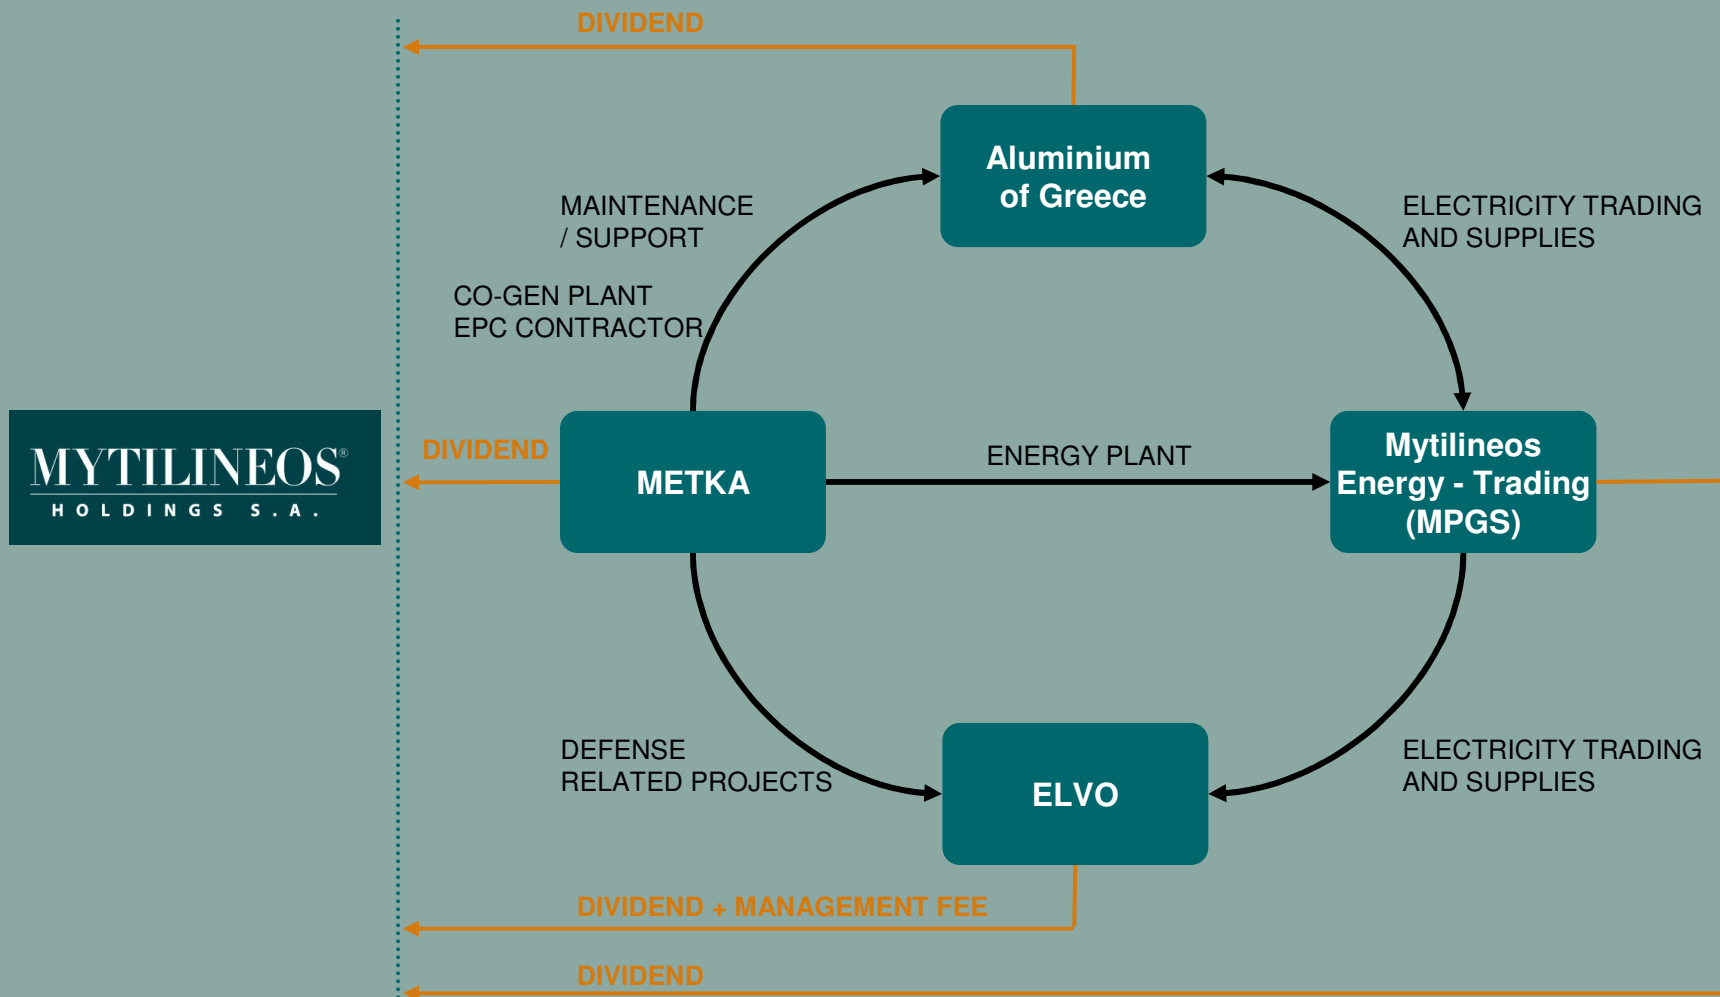 DIVIDEND
Aluminium
of Greece
MAINTENANCE
/ SUPPORT
ELECTRICITY TRADING
AND SUPPLIES
CO-GEN PLANT
EPC CONTRACTOR
MYTILINEOS®
HOLDINGS S.A.
DIVIDEND
METKA
ENERGY PLANT
Mytilineos
Energy - Trading
(MPGS)
DEFENSE
RELATED PROJECTS
ELVO
ELECTRICITY TRADING
AND SUPPLIES
DIVIDEND + MANAGEMENT FEE
DIVIDEND